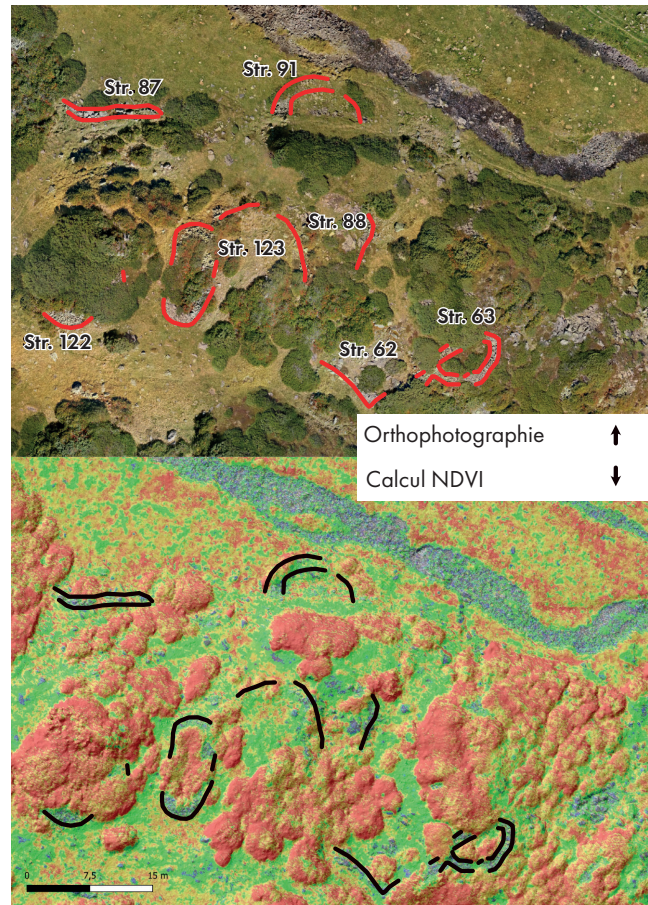 Str. 91
Str. 87
Str. 88
Str. 123
Str. 63
Str. 122
Str. 62
Orthophotographie ↑
Calcul NDVI ↓
0 7,5 15 m